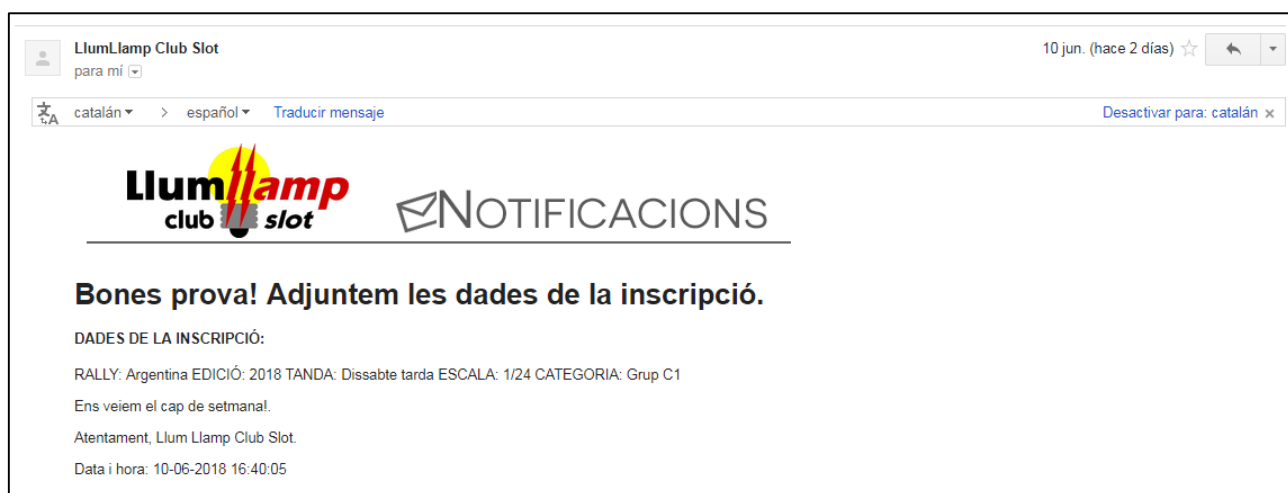 LlumLlamp Club Slot
10 jun. (hace 2 días)
para mí
catalán > español Traducir mensaje
Desactivar para: catalán x
Llumllamp
club slot
NOTIFICACIONS
Bones prova! Adjuntem les dades de la inscripció.
DADES DE LA INSCRIPCIÓ:
RALLY: Argentina EDICIÓ: 2018 TANDA: Dissabte tarda ESCALA: 1/24 CATEGORIA: Grup C1
Ens veiem el cap de setmana!.
Atentament, Llum Llamp Club Slot.
Data i hora: 10-06-2018 16:40:05